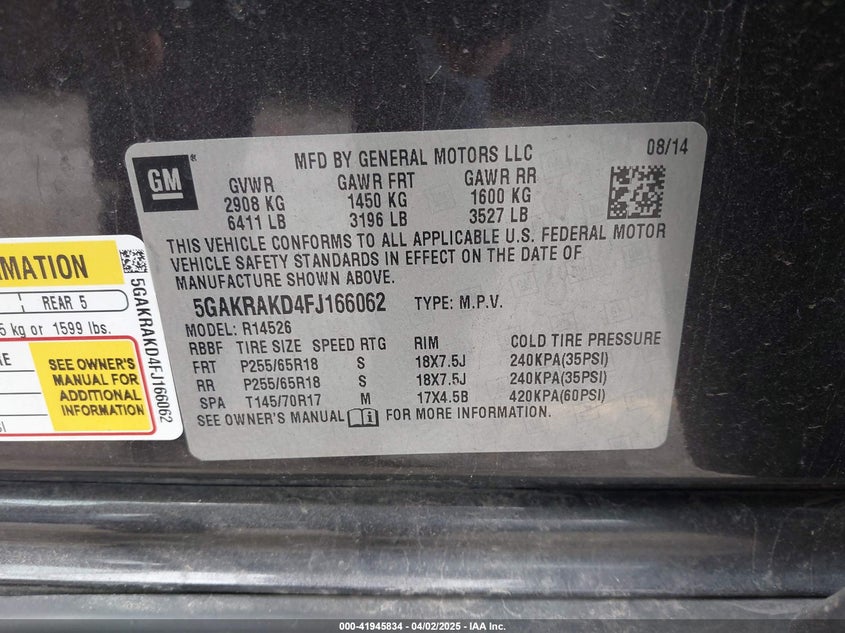 GM
®
MFD BY GENERAL MOTORS LLC
08/14
GVWR GAWR FRT GAWR RR
2908 KG 1450 KG 1600 KG
6411 LB 3196 LB 3527 LB
THIS VEHICLE CONFORMS TO ALL APPLICABLE U.S. FEDERAL MOTOR
VEHICLE SAFETY STANDARDS IN EFFECT ON THE DATE OF
MANUFACTURE SHOWN ABOVE.
5GAKRAKD4FJ166062 TYPE: M.P.V.
MODEL: R14526
RBBF TIRE SIZE SPEED RTG RIM COLD TIRE PRESSURE
FRT P255/65R18 S 18X7.5J 240KPA(35PSI)
RR P255/65R18 S 18X7.5J 240KPA(35PSI)
SPA T145/70R17 M 17X4.5B 420KPA(60PSI)
SEE OWNER'S MANUAL FOR MORE INFORMATION.
REAR 5
kg or 1599 lbs.
SEE OWNER'S
MANUAL FOR
ADDITIONAL
INFORMATION
5GAKRAKD4FJ166062
000-41945834 - 04/02/2025 - IAA Inc.